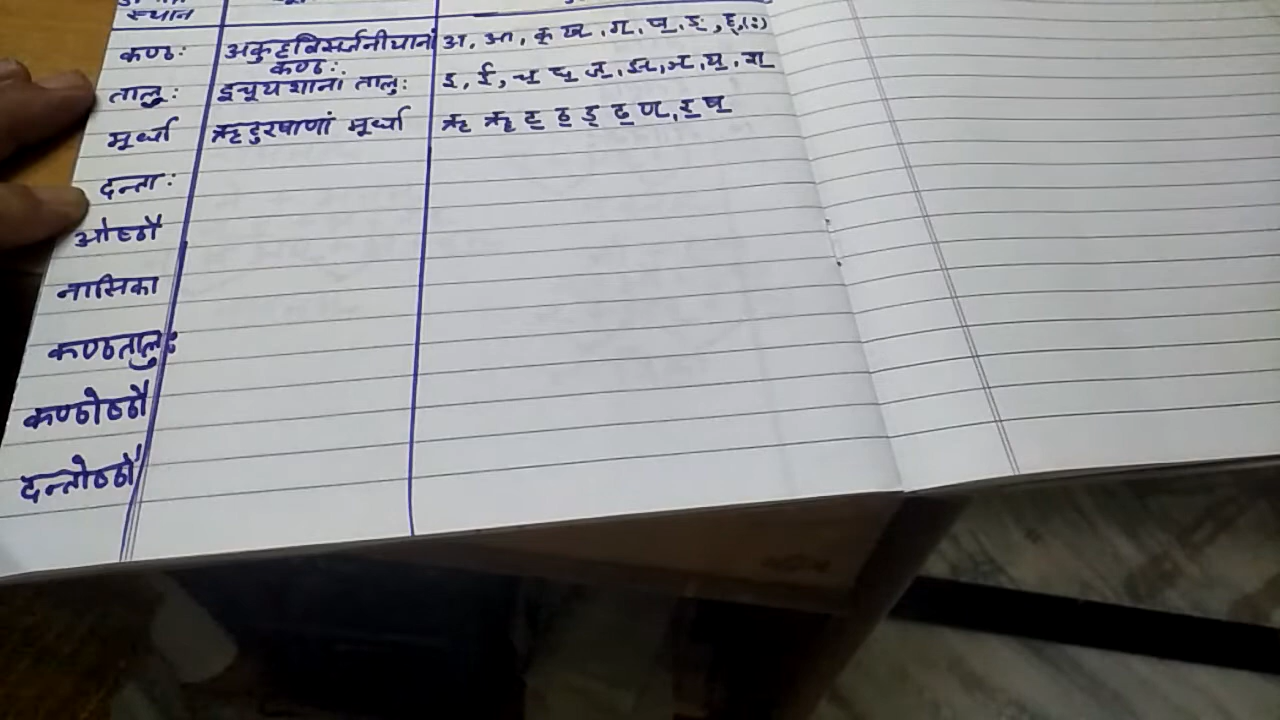 स्थान
कण्ठः अकुहविसर्जनीयानां कण्ठः अ, आ, क् ख्, ग्, घ्, ङ्, ह्,(:)
तालुः इचुयशानां तालुः इ, ई, च् छ् ज्, झ्, ञ्, य्, श्
मूर्ध्धा ऋटुरषाणां मूर्ध्धा ऋ ॠ ट् ठ् ड् ढ् ण्, र् ष्
दन्ताः
ओष्ठौ
नासिका
कण्ठतालुः
कण्ठोष्ठौ
दन्तोष्ठौ